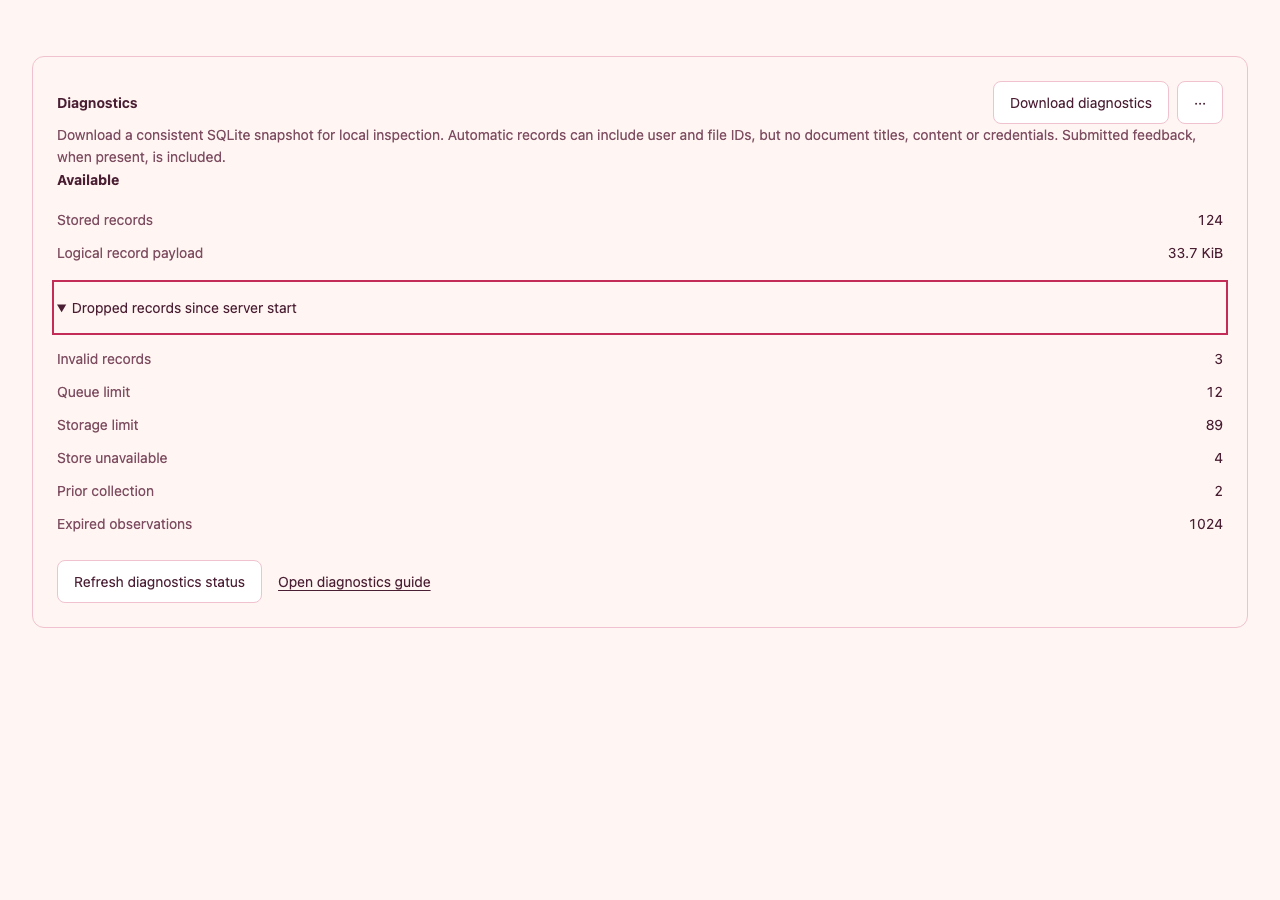 Diagnostics
Download diagnostics
...
Download a consistent SQLite snapshot for local inspection. Automatic records can include user and file IDs, but no document titles, content or credentials. Submitted feedback,
when present, is included.
Available
Stored records 124
Logical record payload 33.7 KiB
▼ Dropped records since server start
Invalid records 3
Queue limit 12
Storage limit 89
Store unavailable 4
Prior collection 2
Expired observations 1024
Refresh diagnostics status Open diagnostics guide